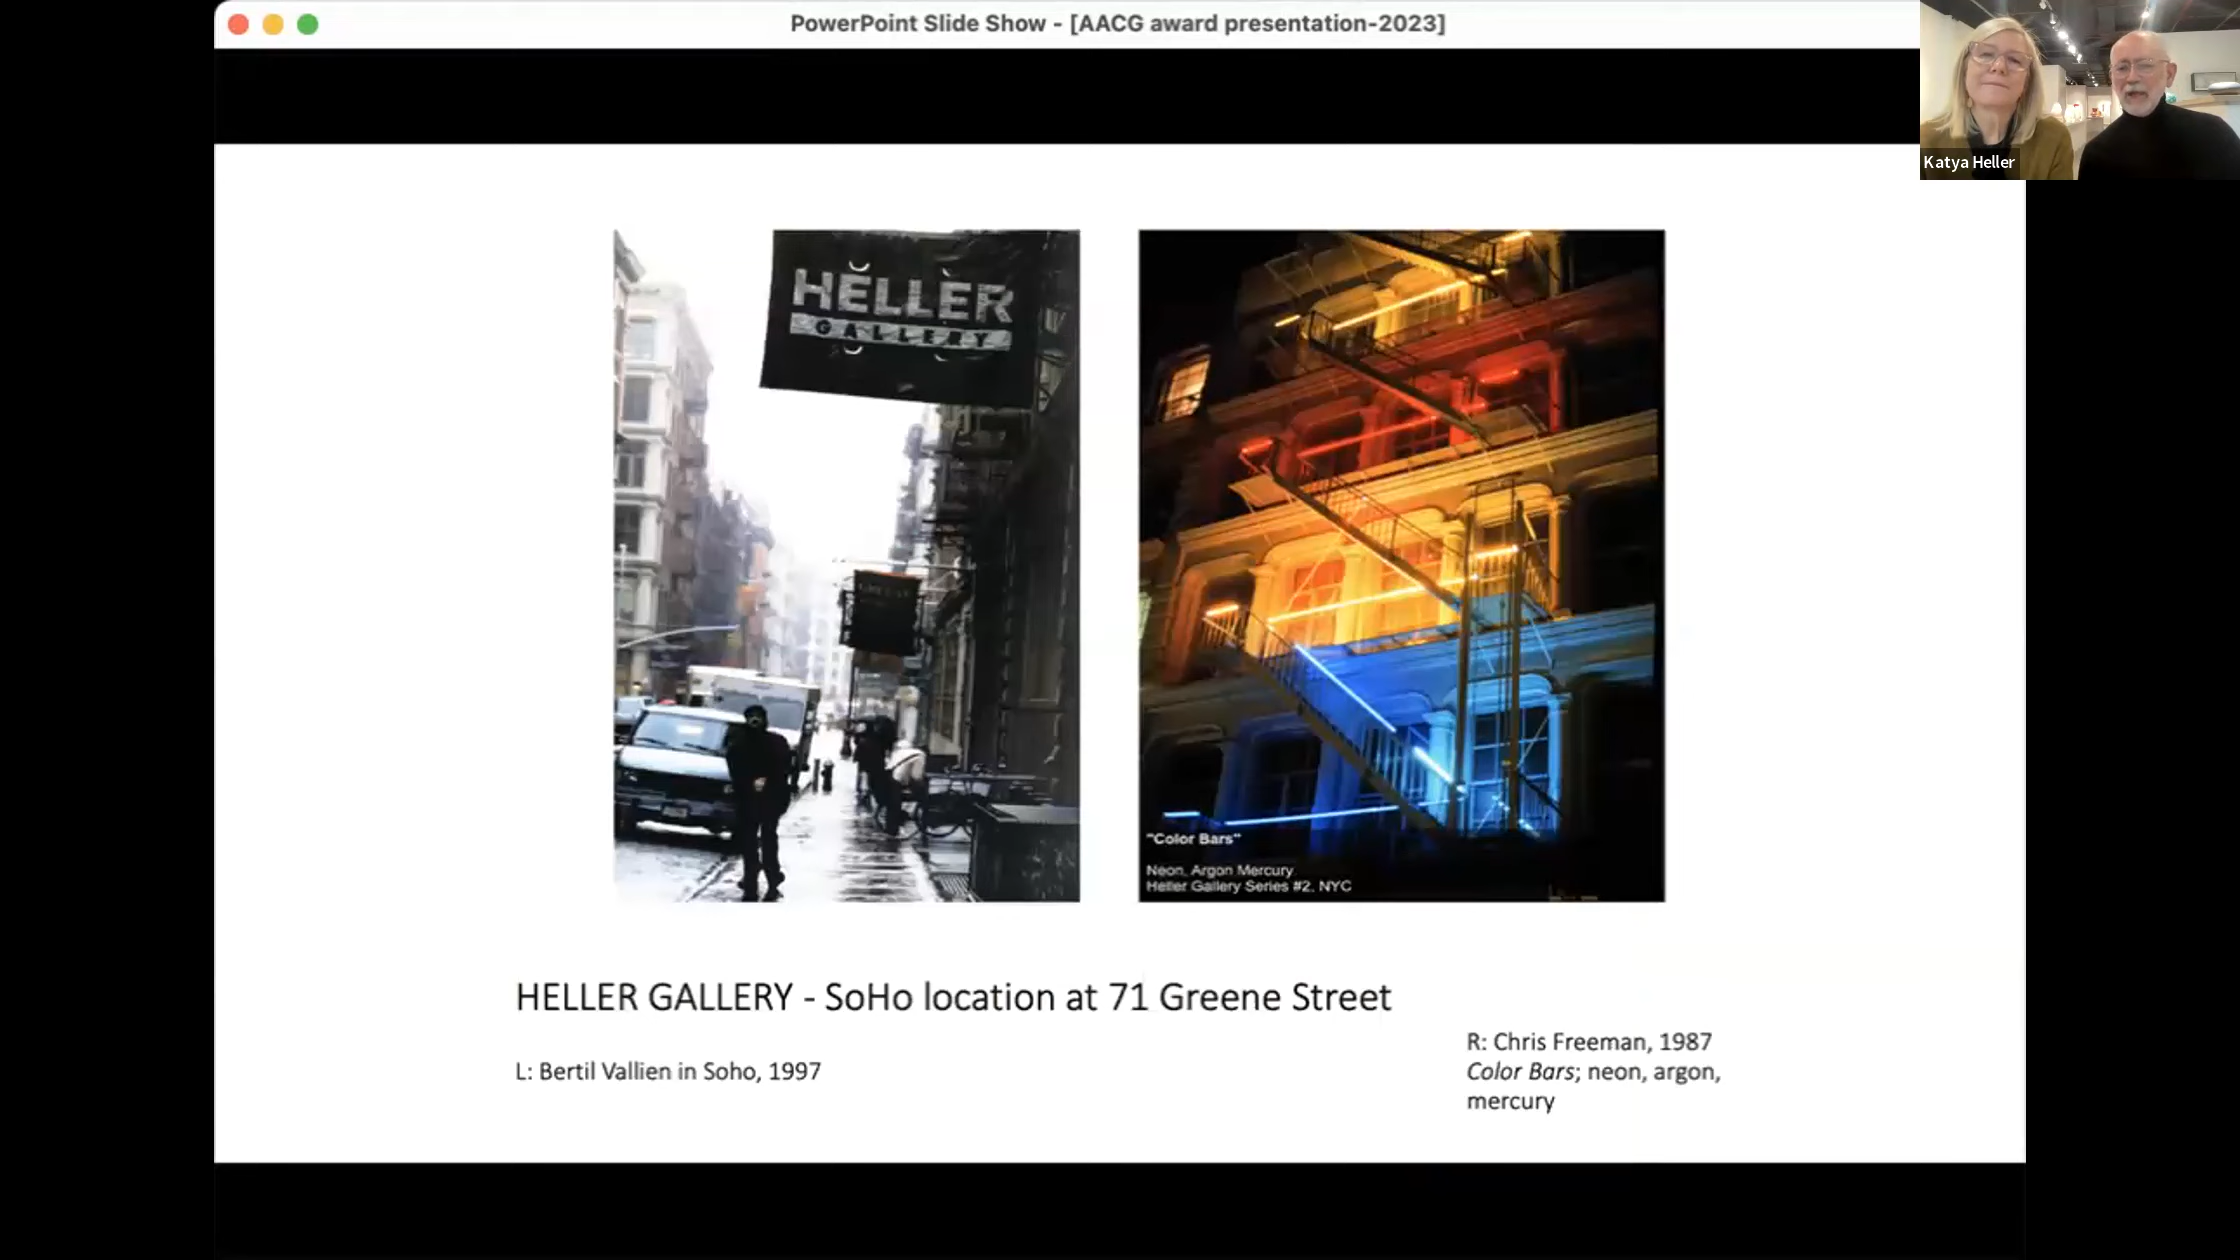 PowerPoint Slide Show - [AACG award presentation-2023]
Katya Heller
HELLER
GALLERY
"Color Bars"
Neon, Argon Mercury
Heller Gallery Series #2, NYC
HELLER GALLERY - SoHo location at 71 Greene Street
L: Bertil Vallien in Soho, 1997
R: Chris Freeman, 1987
Color Bars; neon, argon,
mercury